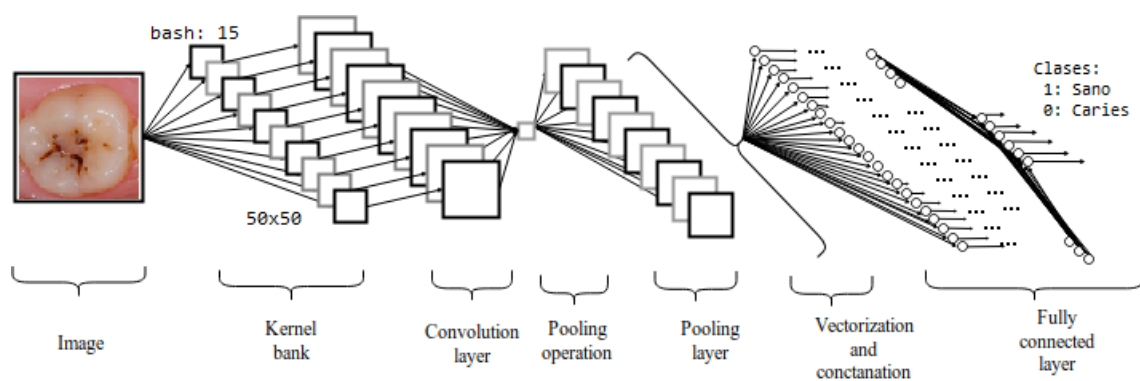 bash: 15
Clases:
1: Sano
0: Caries
50x50
Image
Kernel
bank
Convolution
layer
Pooling
operation
Pooling
layer
Vectorization
and
conctanation
Fully
connected
layer